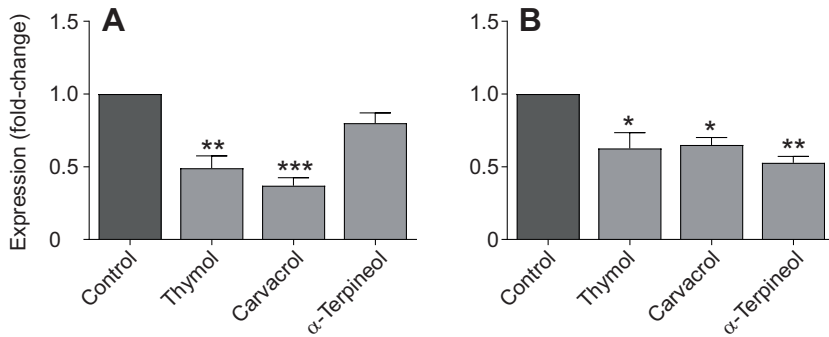 A
Expression (fold-change)
1.5
1.0
0.5
0
**
***
Control
Thymol
Carvacrol
α-Terpineol
B
1.5
1.0
0.5
0
*
*
**
Control
Thymol
Carvacrol
α-Terpineol